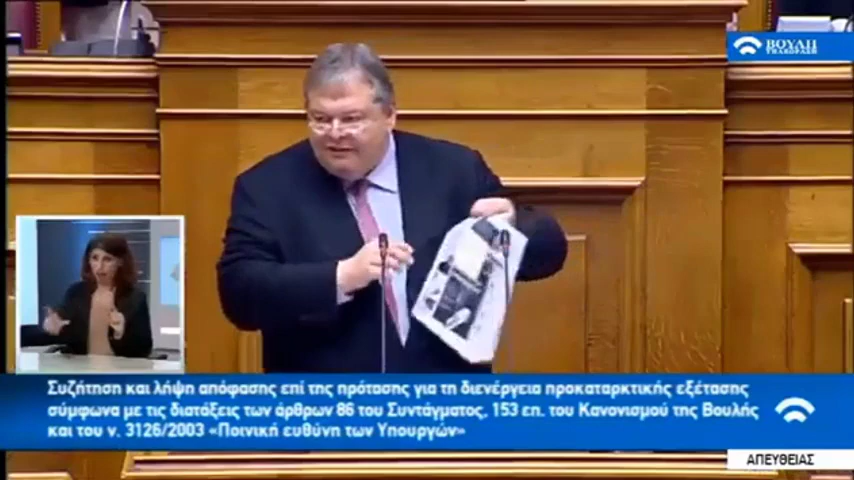 ΒΟΥΛΗ
ΤΗΛΕΟΡΑΣΗ
Συζήτηση και λήψη απόφασης επί της πρότασης για τη διενέργεια προκαταρκτικής εξέτασης
σύμφωνα με τις διατάξεις των άρθρων 86 του Συντάγματος, 153 επ. του Κανονισμού της Βουλής
και του ν. 3126/2003 «Ποινική ευθύνη των Υπουργών»
ΑΠΕΥΘΕΙΑΣ